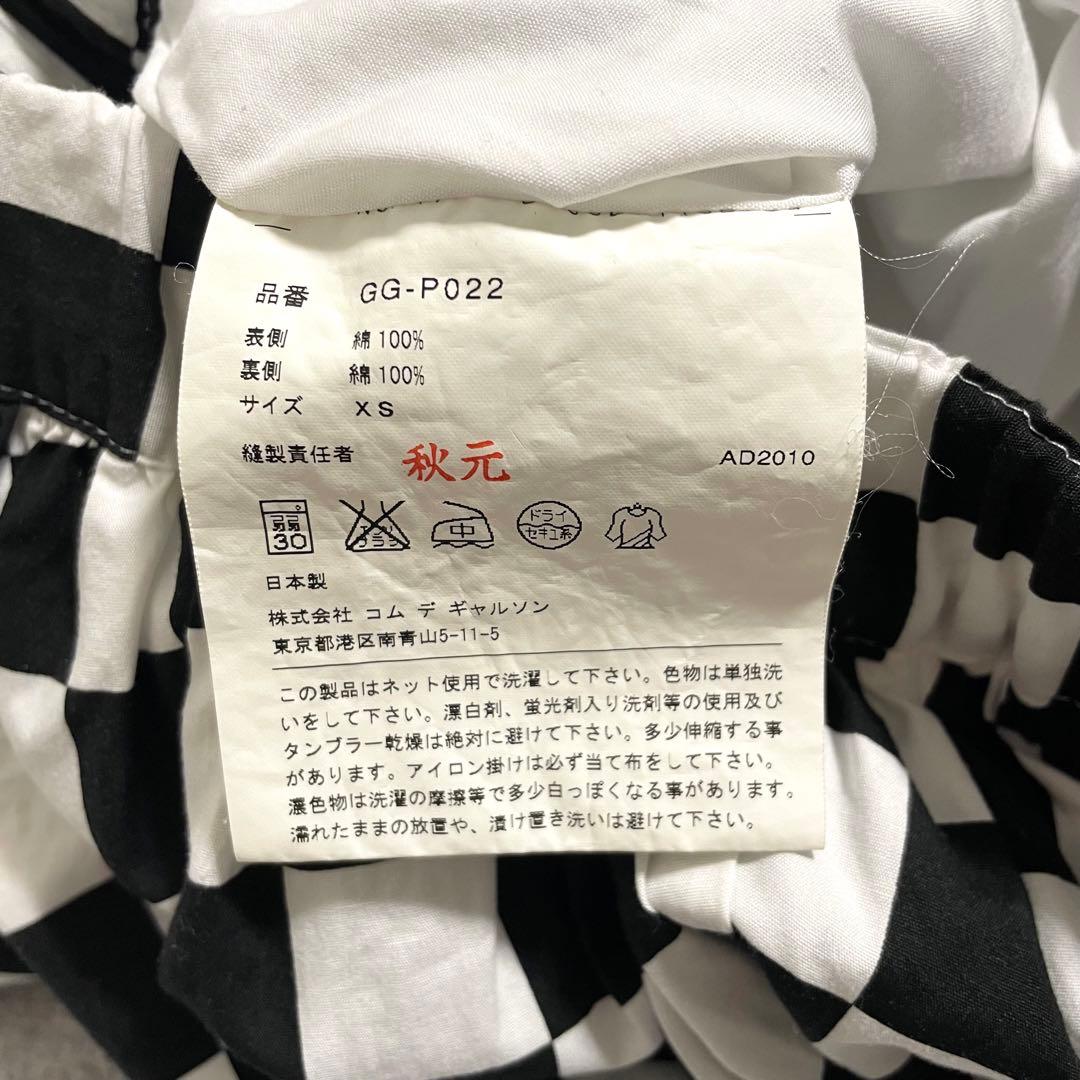 品番 GG-P022
表側 綿 100%
裏側 綿 100%
サイズ XS
縫製責任者 秋元 AD2010
弱 30 エンソサラシ 中 ドライ セキユ系
日本製
株式会社 コム デ ギャルソン
東京都港区南青山5-11-5
この製品はネット使用で洗濯して下さい。色物は単独洗
いをして下さい。漂白剤、蛍光剤入り洗剤等の使用及び
タンブラー乾燥は絶対に避けて下さい。多少伸縮する事
があります。アイロン掛けは必ず当て布をして下さい。
濃色物は洗濯の摩擦等で多少白っぽくなる事があります。
濡れたままの放置や、漬け置き洗いは避けて下さい。